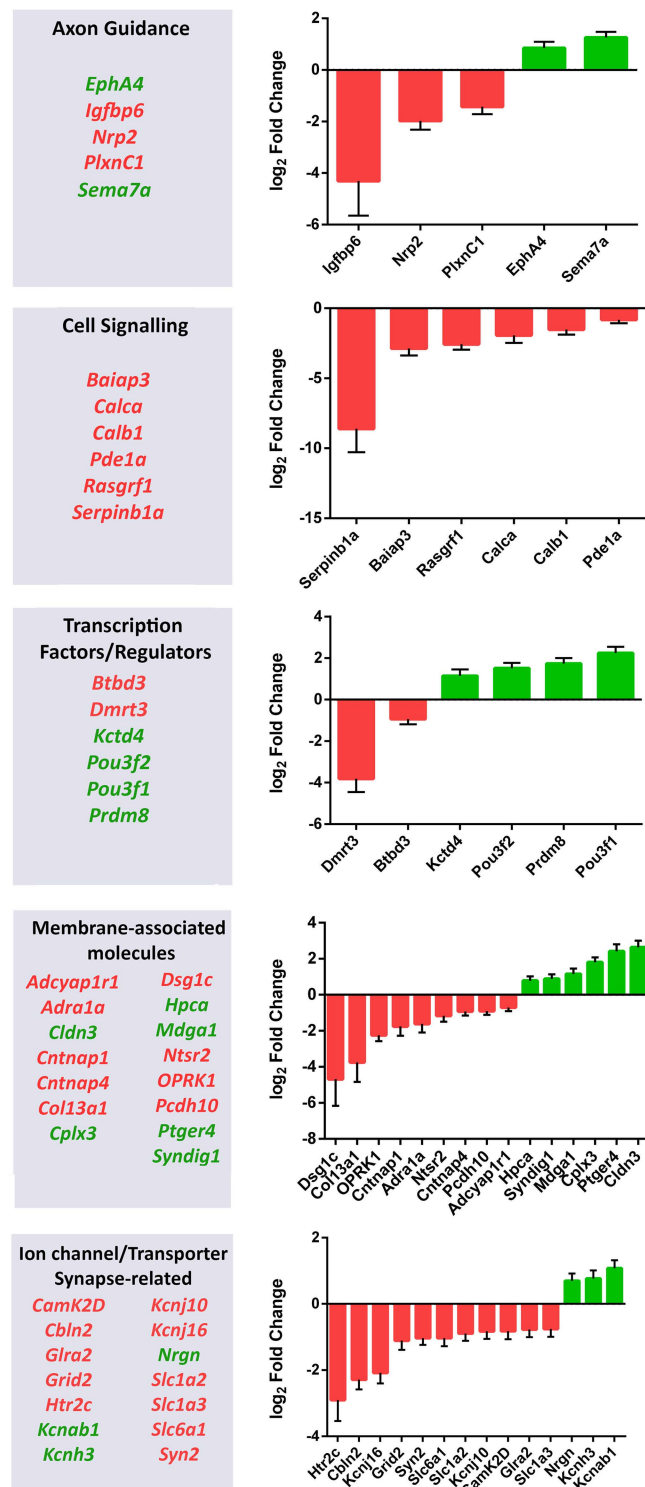 Axon Guidance
EphA4
Igfbp6
Nrp2
PlxnC1
Sema7a
log2 Fold Change
2
0
-2
-4
-6
Igfbp6
Nrp2
PlxnC1
EphA4
Sema7a
Cell Signalling
Baiap3
Calca
Calb1
Pde1a
Rasgrf1
Serpinb1a
log2 Fold Change
0
-5
-10
-15
Serpinb1a
Baiap3
Rasgrf1
Calca
Calb1
Pde1a
Transcription
Factors/Regulators
Btbd3
Dmrt3
Kctd4
Pou3f2
Pou3f1
Prdm8
log2 Fold Change
4
2
0
-2
-4
-6
Dmrt3
Btbd3
Kctd4
Pou3f2
Prdm8
Pou3f1
Membrane-associated
molecules
Adcyap1r1
Adra1a
Cldn3
Cntnap1
Cntnap4
Col13a1
Cplx3
Dsg1c
Hpca
Mdga1
Ntsr2
OPRK1
Pcdh10
Ptger4
Syndig1
log2 Fold Change
4
2
0
-2
-4
-6
-8
Dsg1c
Col13a1
OPRK1
Cntnap1
Adra1a
Ntsr2
Cntnap4
Pcdh10
Adcyap1r1
Hpca
Syndig1
Mdga1
Cplx3
Ptger4
Cldn3
Ion channel/Transporter
Synapse-related
CamK2D
Cbln2
Glra2
Grid2
Htr2c
Kcnab1
Kcnh3
Kcnj10
Kcnj16
Nrgn
Slc1a2
Slc1a3
Slc6a1
Syn2
log2 Fold Change
2
0
-2
-4
Htr2c
Cbln2
Kcnj16
Grid2
Syn2
Slc6a1
Slc1a2
Kcnj10
CamK2D
Glra2
Slc1a3
Nrgn
Kcnh3
Kcnab1